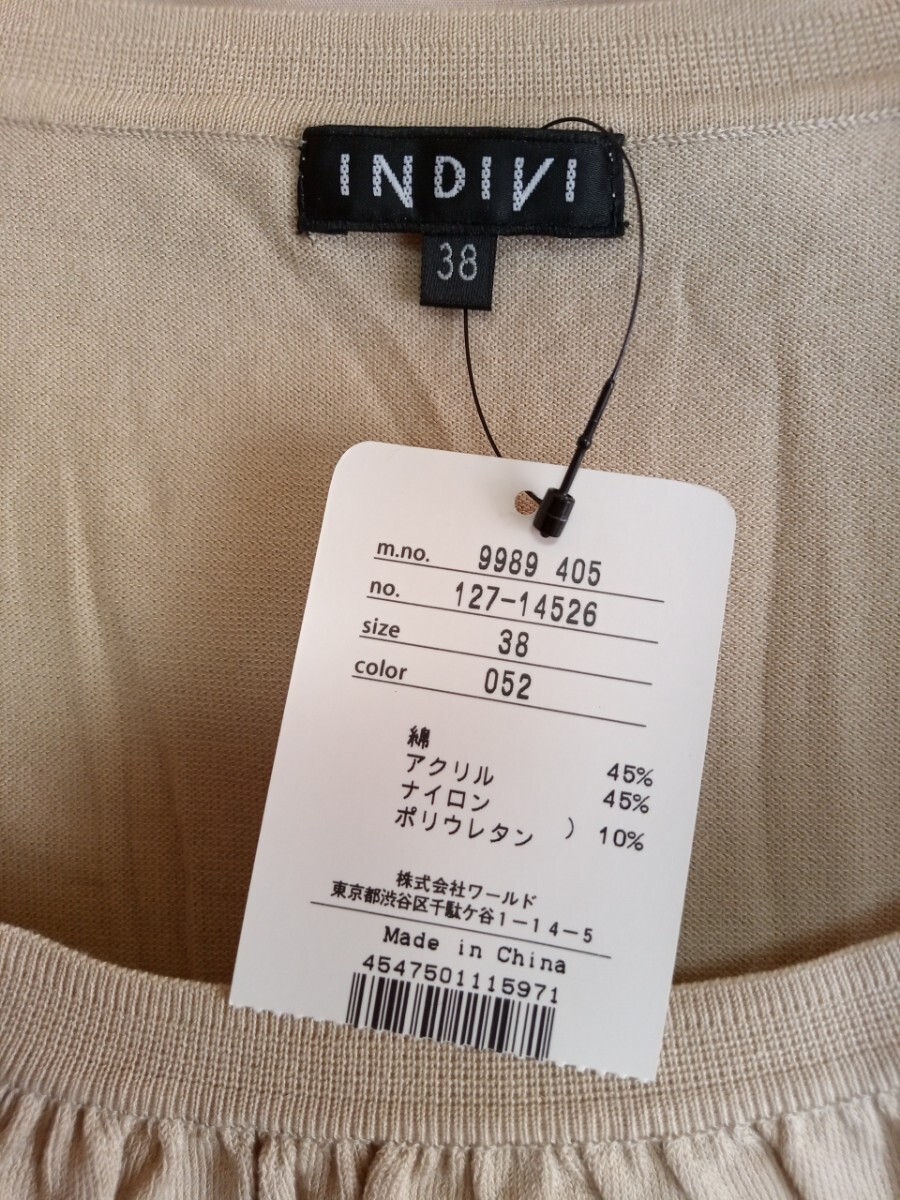 INDIVI
38
m.no. 9989 405
no. 127-14526
size 38
color 052
綿 45%
アクリル 45%
ナイロン
ポリウレタン ) 10%
株式会社ワールド
東京都渋谷区千駄ケ谷1-14-5
Made in China
4547501115971